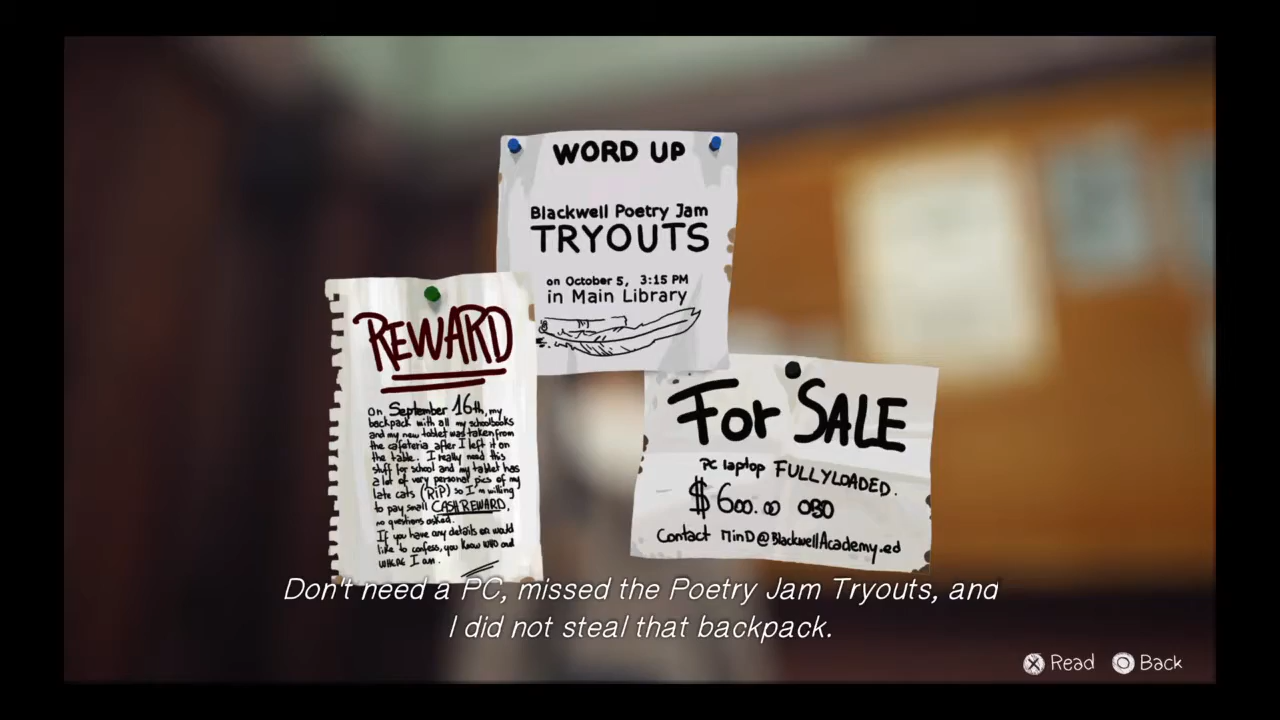 WORD UP
Blackwell Poetry Jam
TRYOUTS
on October 5, 3:15 PM
in Main Library
REWARD
On September 16th, my
backpack with all my schoolbooks
and my new tablet was taken from
the cafeteria after I left it on
the table. I really need this
stuff for school and my tablet has
a lot of very personal pics of my
late cats (RiP) so I'm willing
to pay small CASH REWARD,
no questions asked.
If you have any details or would
like to confess, you know WHO and
WHERE I am.
For SALE
PC laptop FULLYLOADED.
$600.00 OBO
Contact MinD@BlackwellAcademy.ed
Don't need a PC, missed the Poetry Jam Tryouts, and
I did not steal that backpack.
Read Back